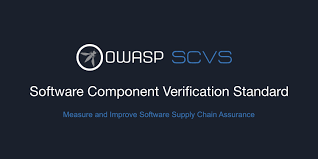 OWASP SCVS
Software Component Verification Standard
Measure and Improve Software Supply Chain Assurance